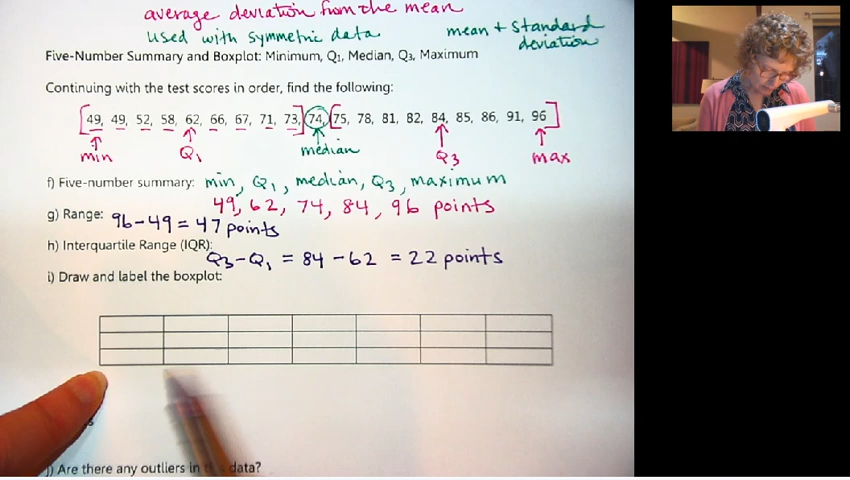 average deviation from the mean
used with symmetric data
mean + standard deviation
Five-Number Summary and Boxplot: Minimum, Q1, Median, Q3, Maximum
Continuing with the test scores in order, find the following:
[49, 49, 52, 58, 62, 66, 67, 71, 73,] 74, [75, 78, 81, 82, 84, 85, 86, 91, 96]
min Q1 median Q3 max
f) Five-number summary: min, Q1, median, Q3, maximum
49, 62, 74, 84, 96 points
g) Range: 96-49 = 47 points
h) Interquartile Range (IQR):
Q3-Q1 = 84-62 = 22 points
i) Draw and label the boxplot:
j) Are there any outliers in data?